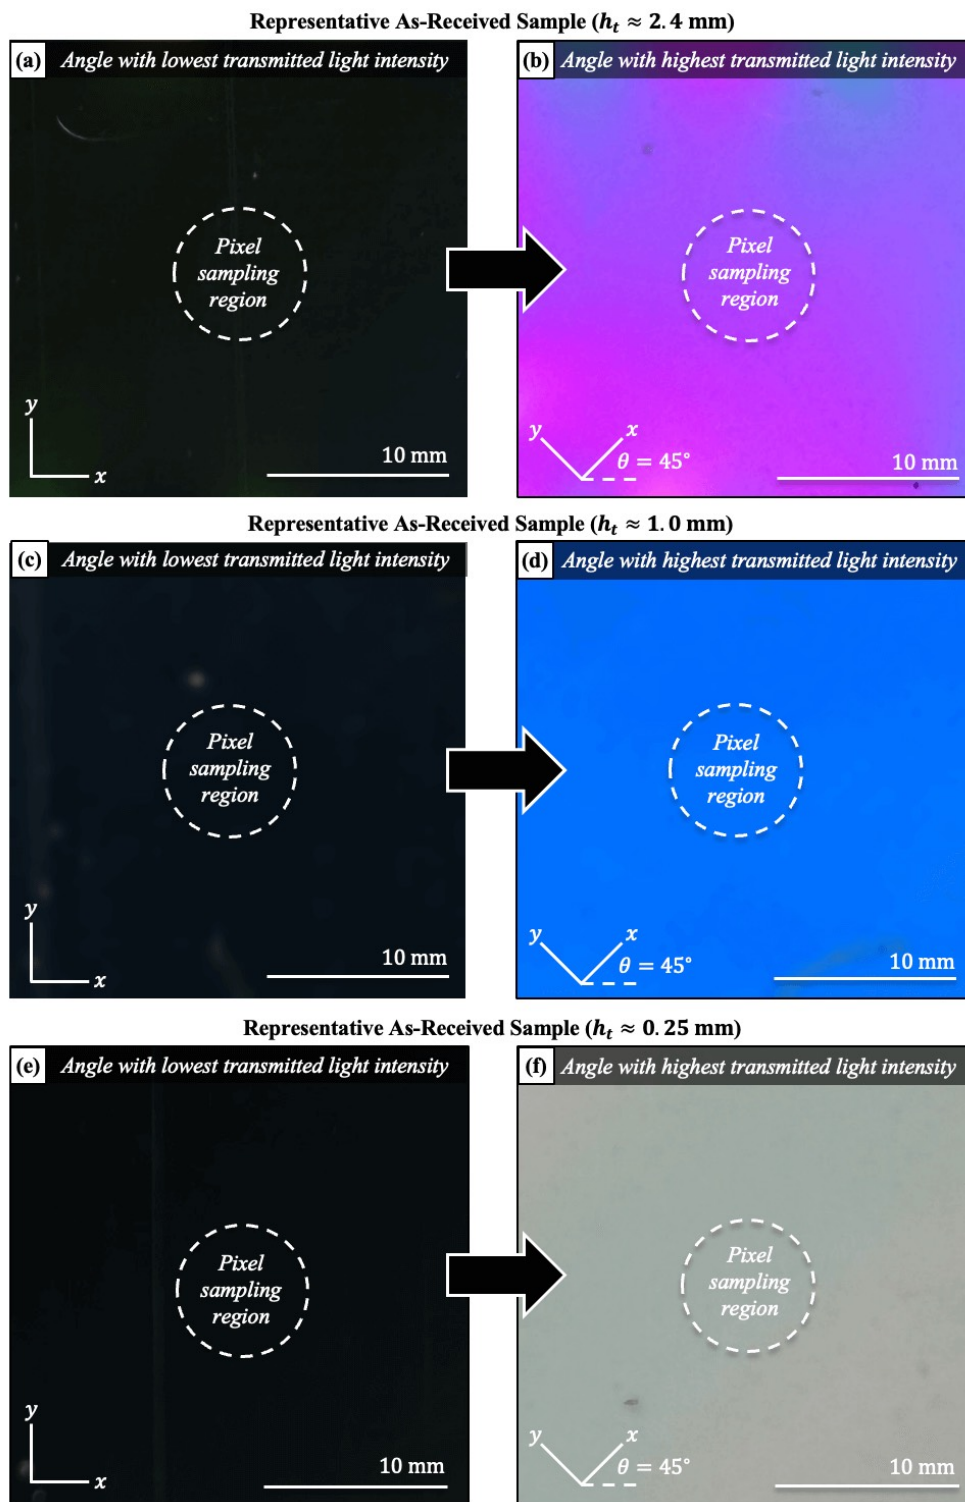 Representative As-Received Sample (hₜ ≈ 2.4 mm)
(a) Angle with lowest transmitted light intensity
(b) Angle with highest transmitted light intensity
Pixel
sampling
region
Pixel
sampling
region
y
x
10 mm
y
x
θ = 45°
10 mm
Representative As-Received Sample (hₜ ≈ 1.0 mm)
(c) Angle with lowest transmitted light intensity
(d) Angle with highest transmitted light intensity
Pixel
sampling
region
Pixel
sampling
region
y
x
10 mm
y
x
θ = 45°
10 mm
Representative As-Received Sample (hₜ ≈ 0.25 mm)
(e) Angle with lowest transmitted light intensity
(f) Angle with highest transmitted light intensity
Pixel
sampling
region
Pixel
sampling
region
y
x
10 mm
y
x
θ = 45°
10 mm